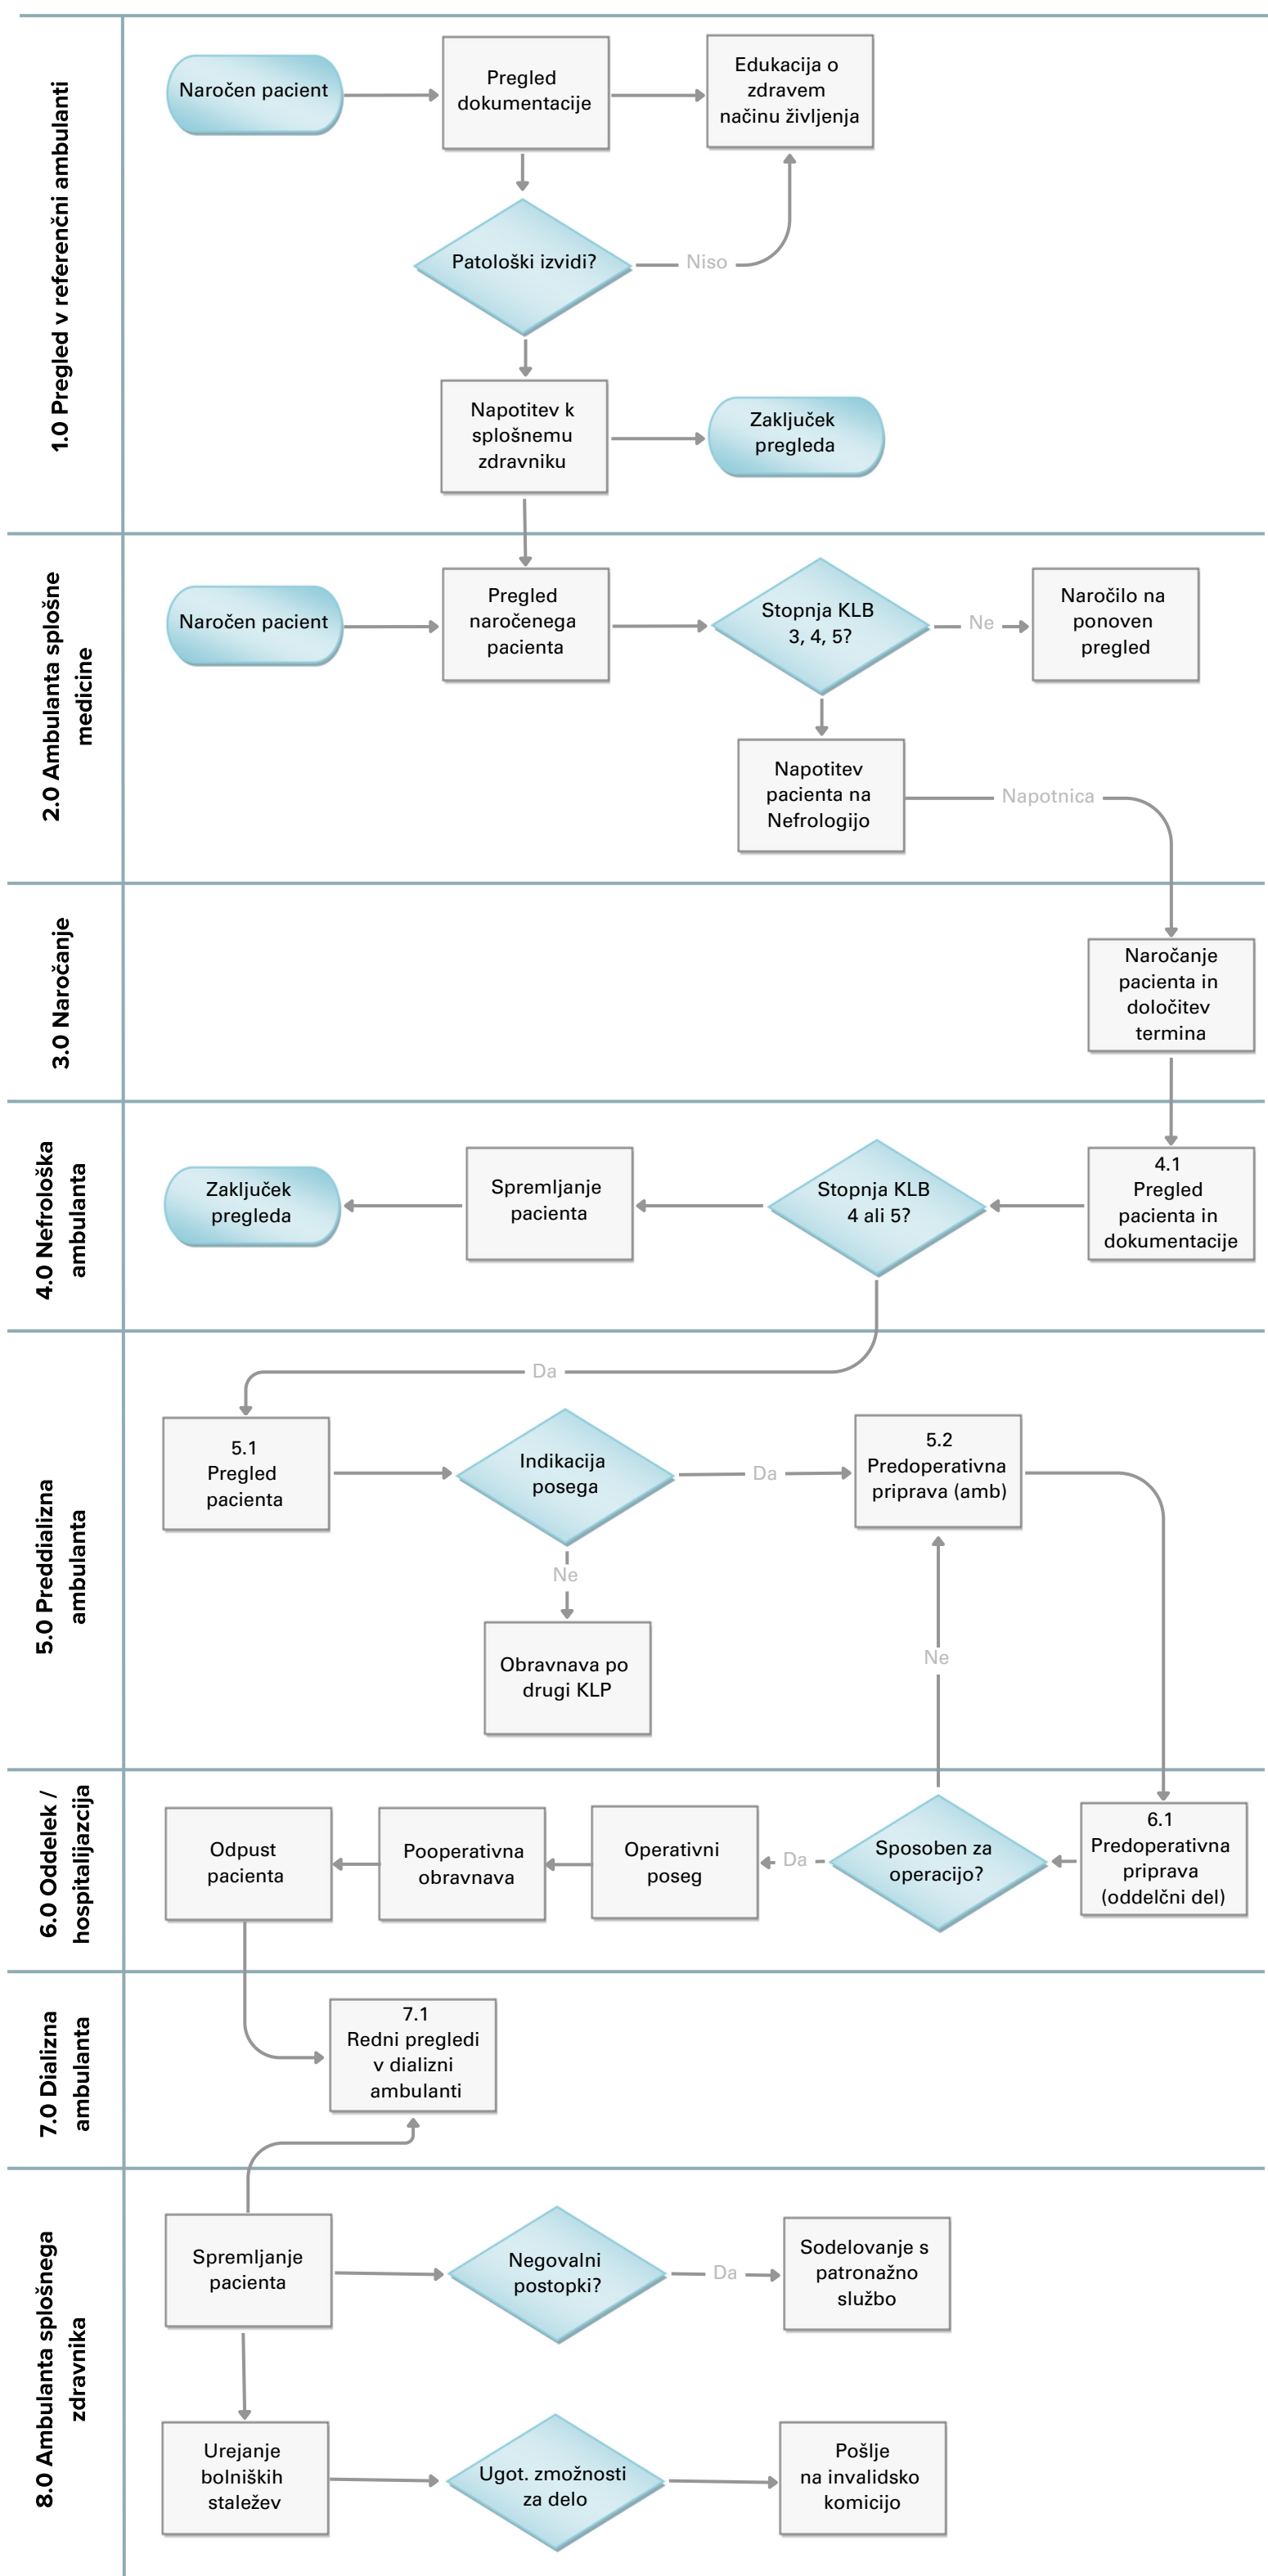 1.0 Pregled v referenčni ambulanti
Naročen pacient
Pregled
dokumentacije
Edukacija o
zdravem
načinu življenja
Patološki izvidi?
Niso
Napotitev k
splošnemu
zdravniku
Zaključek
pregleda
2.0 Ambulanta splošne
medicine
Naročen pacient
Pregled
naročenega
pacienta
Stopnja KLB
3, 4, 5?
Ne
Naročilo na
ponoven
pregled
Napotitev
pacienta na
Nefrologijo
Napotnica
3.0 Naročanje
Naročanje
pacienta in
določitev
termina
4.0 Nefrološka
ambulanta
Zaključek
pregleda
Spremljanje
pacienta
Stopnja KLB
4 ali 5?
4.1
Pregled
pacienta in
dokumentacije
5.0 Preddializna
ambulanta
Da
5.1
Pregled
pacienta
Indikacija
posega
Da
5.2
Predoperativna
priprava (amb)
Ne
Obravnava po
drugi KLP
Ne
6.0 Oddelek /
hospitalijazcija
Odpust
pacienta
Pooperativna
obravnava
Operativni
poseg
Da
Sposoben za
operacijo?
6.1
Predoperativna
priprava
(oddelčni del)
7.0 Dializna
ambulanta
7.1
Redni pregledi
v dializni
ambulanti
8.0 Ambulanta splošnega
zdravnika
Spremljanje
pacienta
Negovalni
postopki?
Da
Sodelovanje s
patronažno
službo
Urejanje
bolniških
staležev
Ugot. zmožnosti
za delo
Pošlje
na invalidsko
komicijo